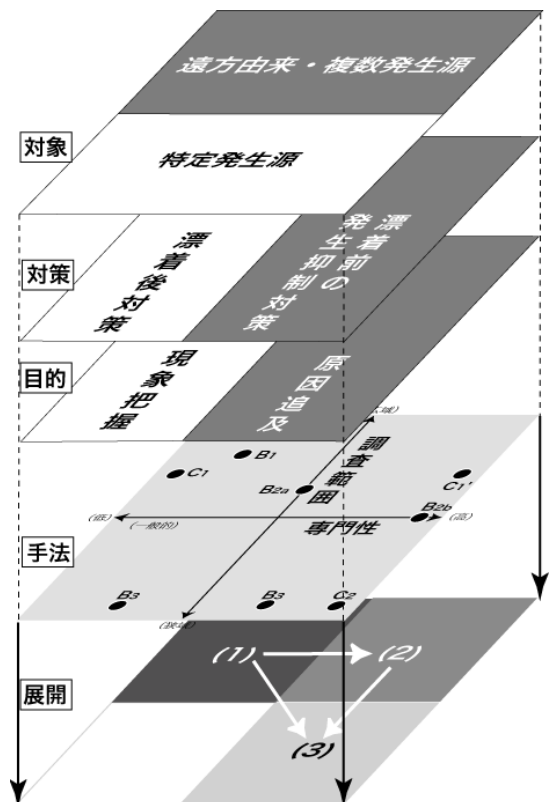 遠方由来・複数発生源
対象
特定発生源
対策
漂着後対策
漂着前の
発生抑制対策
目的
現象把握
原因追及
手法
調査範囲
B1
C1
B2a
C1'
B2b
(低)
(一般的)
専門性
(高)
B3
B3
C2
(狭域)
展開
(1)
(2)
(3)